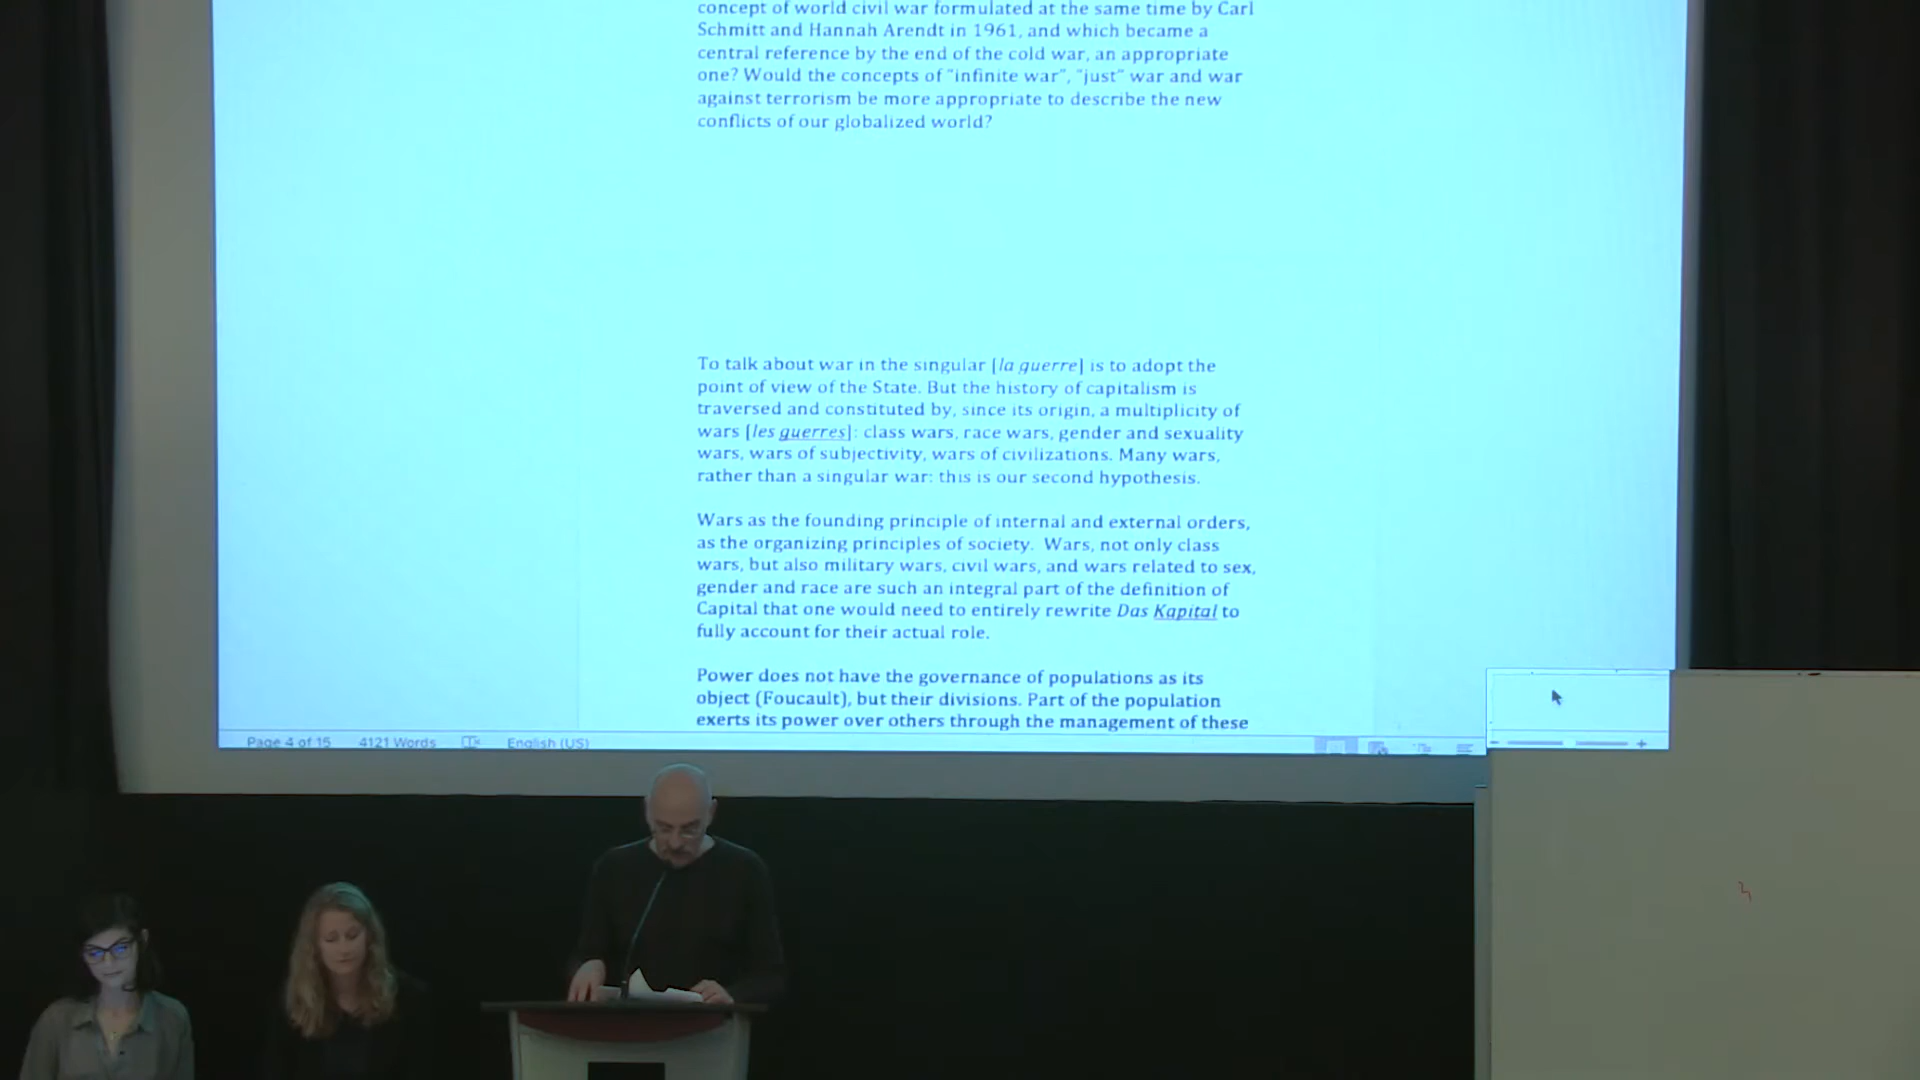 concept of world civil war formulated at the same time by Carl
Schmitt and Hannah Arendt in 1961, and which became a
central reference by the end of the cold war, an appropriate
one? Would the concepts of "infinite war", "just" war and war
against terrorism be more appropriate to describe the new
conflicts of our globalized world?
To talk about war in the singular [la guerre] is to adopt the
point of view of the State. But the history of capitalism is
traversed and constituted by, since its origin, a multiplicity of
wars [les guerres]: class wars, race wars, gender and sexuality
wars, wars of subjectivity, wars of civilizations. Many wars,
rather than a singular war: this is our second hypothesis.
Wars as the founding principle of internal and external orders,
as the organizing principles of society.  Wars, not only class
wars, but also military wars, civil wars, and wars related to sex,
gender and race are such an integral part of the definition of
Capital that one would need to entirely rewrite Das Kapital to
fully account for their actual role.
Power does not have the governance of populations as its
object (Foucault), but their divisions. Part of the population
exerts its power over others through the management of these
Page 4 of 15 4121 Words English (US)